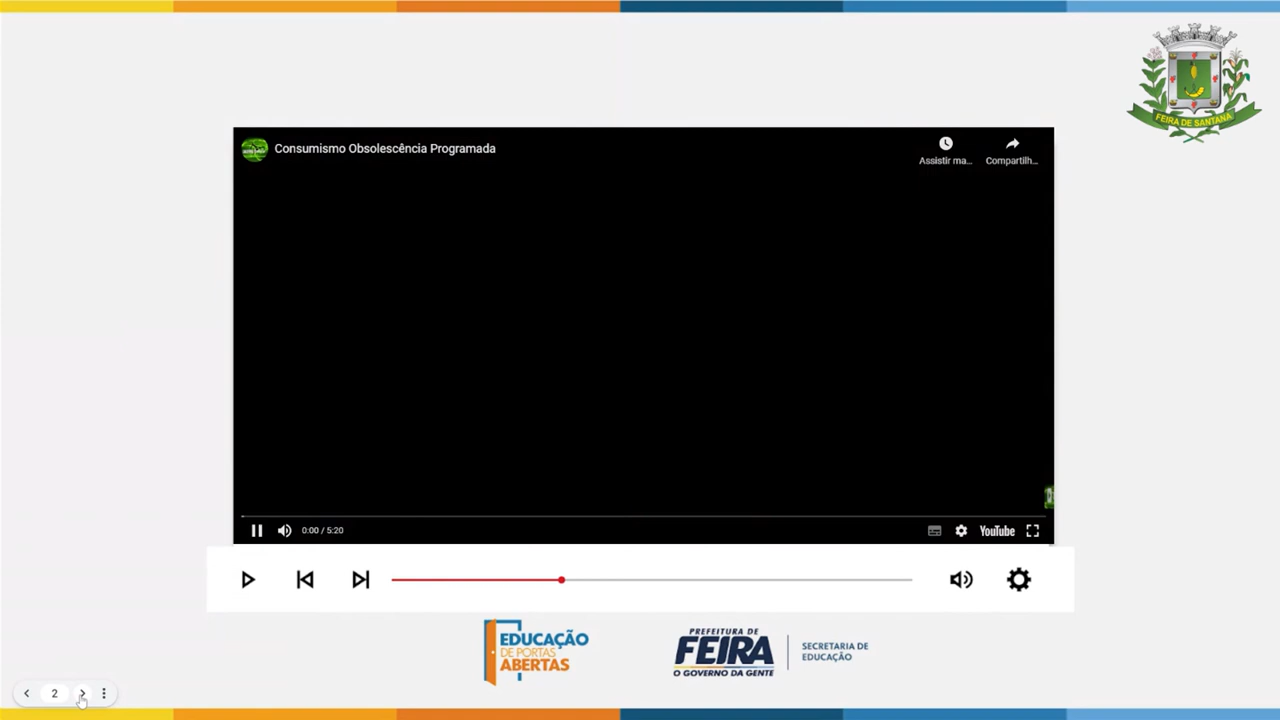 FEIRA DE SANTANA
Consumismo Obsolescência Programada
Assistir ma...
Compartilh...
0:00 / 5:20
YouTube
EDUCAÇÃO
DE PORTAS
ABERTAS
PREFEITURA DE
FEIRA
O GOVERNO DA GENTE
SECRETARIA DE
EDUCAÇÃO
2